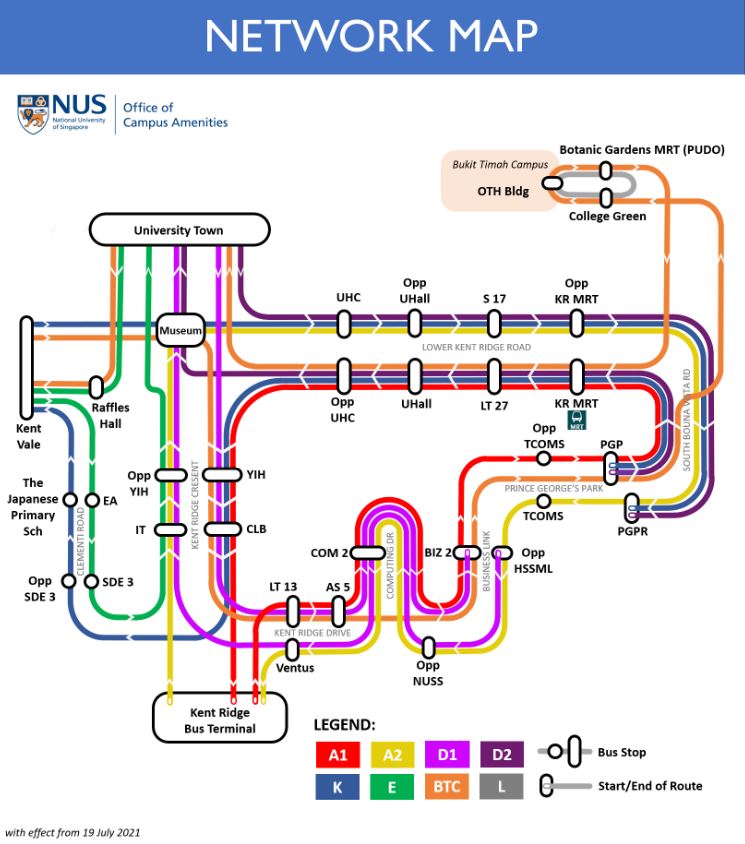 NETWORK MAP
NUS
National University
of Singapore
Office of
Campus Amenities
Botanic Gardens MRT (PUDO)
Bukit Timah Campus
OTH Bldg
College Green
University Town
UHC
Opp
UHall
S 17
Opp
KR MRT
Museum
LOWER KENT RIDGE ROAD
Kent
Vale
Raffles
Hall
Opp
UHC
UHall
LT 27
KR MRT
MRT
SOUTH BOUNA VISTA RD
Opp
TCOMS
PGP
PRINCE GEORGE'S PARK
TCOMS
PGPR
The
Japanese
Primary
Sch
EA
CLEMENTI ROAD
Opp
YIH
KENT RIDGE CRESENT
YIH
IT
CLB
Opp
SDE 3
SDE 3
COM 2
COMPUTING DR
BIZ 2
BUSINESS LINK
Opp
HSSML
LT 13
AS 5
KENT RIDGE DRIVE
Ventus
Opp
NUSS
Kent Ridge
Bus Terminal
LEGEND:
A1
A2
D1
D2
Bus Stop
K
E
BTC
L
Start/End of Route
with effect from 19 July 2021